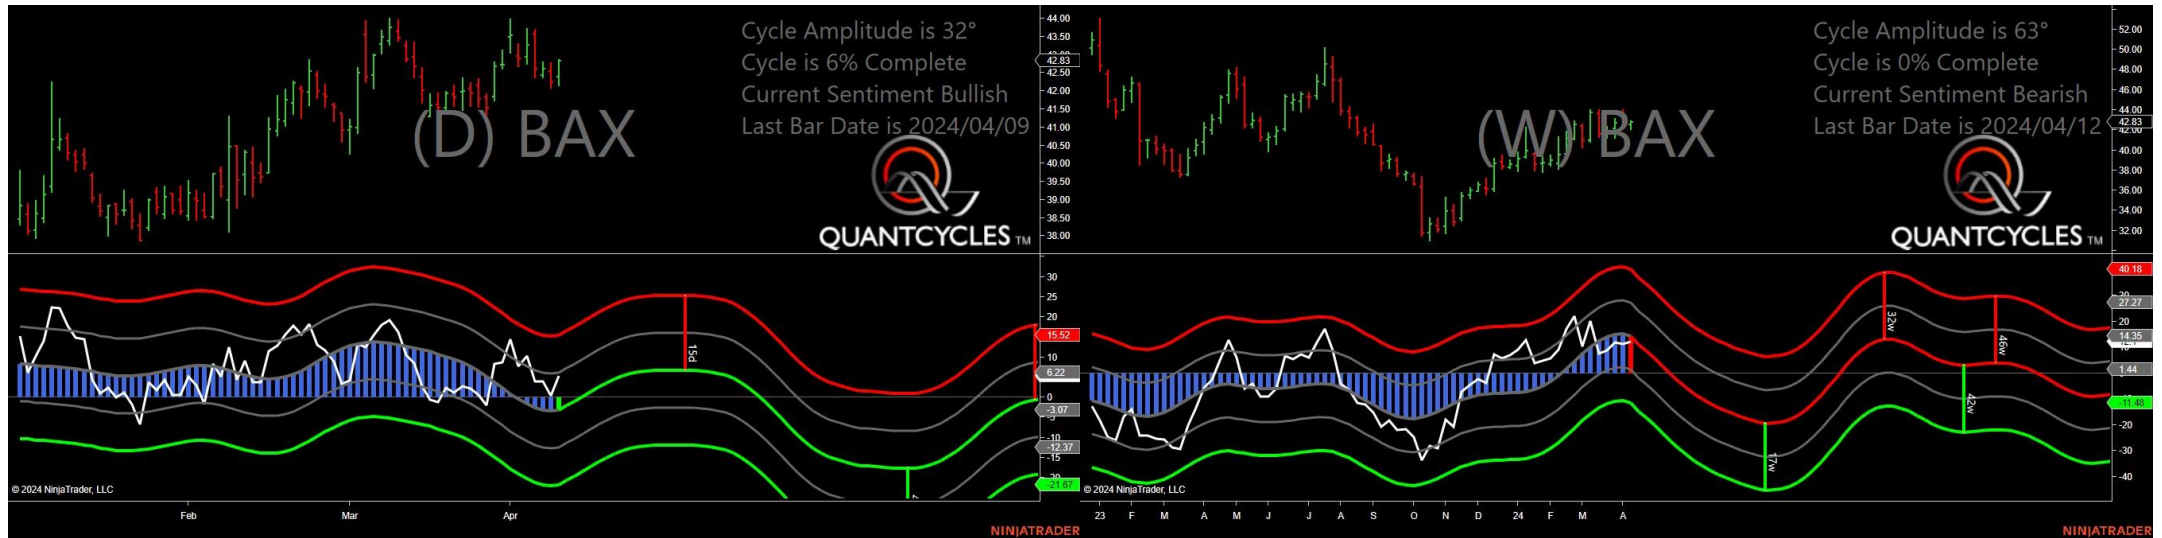 Cycle Amplitude is 32°
Cycle is 6% Complete
Current Sentiment Bullish
Last Bar Date is 2024/04/09
(D) BAX
QUANTCYCLES TM
44.00
43.50
42.83
42.50
42.00
41.50
41.00
40.50
40.00
39.50
39.00
38.50
38.00
30
25
20
15.52
10
6.22
0
-3.07
-10
-12.37
-15
-21.67
15d
© 2024 NinjaTrader, LLC
Feb Mar Apr
NINJATRADER
Cycle Amplitude is 63°
Cycle is 0% Complete
Current Sentiment Bearish
Last Bar Date is 2024/04/12
(W) BAX
QUANTCYCLES TM
52.00
50.00
48.00
46.00
44.00
42.83
42.00
40.00
38.00
36.00
34.00
32.00
40.18
27.27
20
14.35
1.44
-11.48
-20
-30
-40
32w
46w
42w
17w
© 2024 NinjaTrader, LLC
23 F M A M J J A S O N D 24 F M A
NINJATRADER